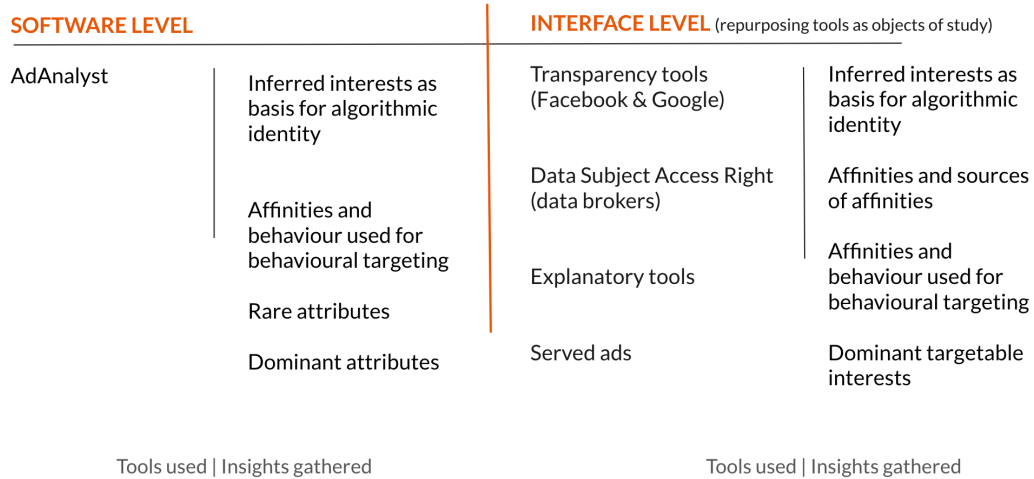 SOFTWARE LEVEL
AdAnalyst
Inferred interests as
basis for algorithmic
identity
Affinities and
behaviour used for
behavioural targeting
Rare attributes
Dominant attributes
Tools used | Insights gathered
INTERFACE LEVEL (repurposing tools as objects of study)
Transparency tools
(Facebook & Google)
Data Subject Access Right
(data brokers)
Explanatory tools
Served ads
Inferred interests as
basis for algorithmic
identity
Affinities and sources
of affinities
Affinities and
behaviour used for
behavioural targeting
Dominant targetable
interests
Tools used | Insights gathered